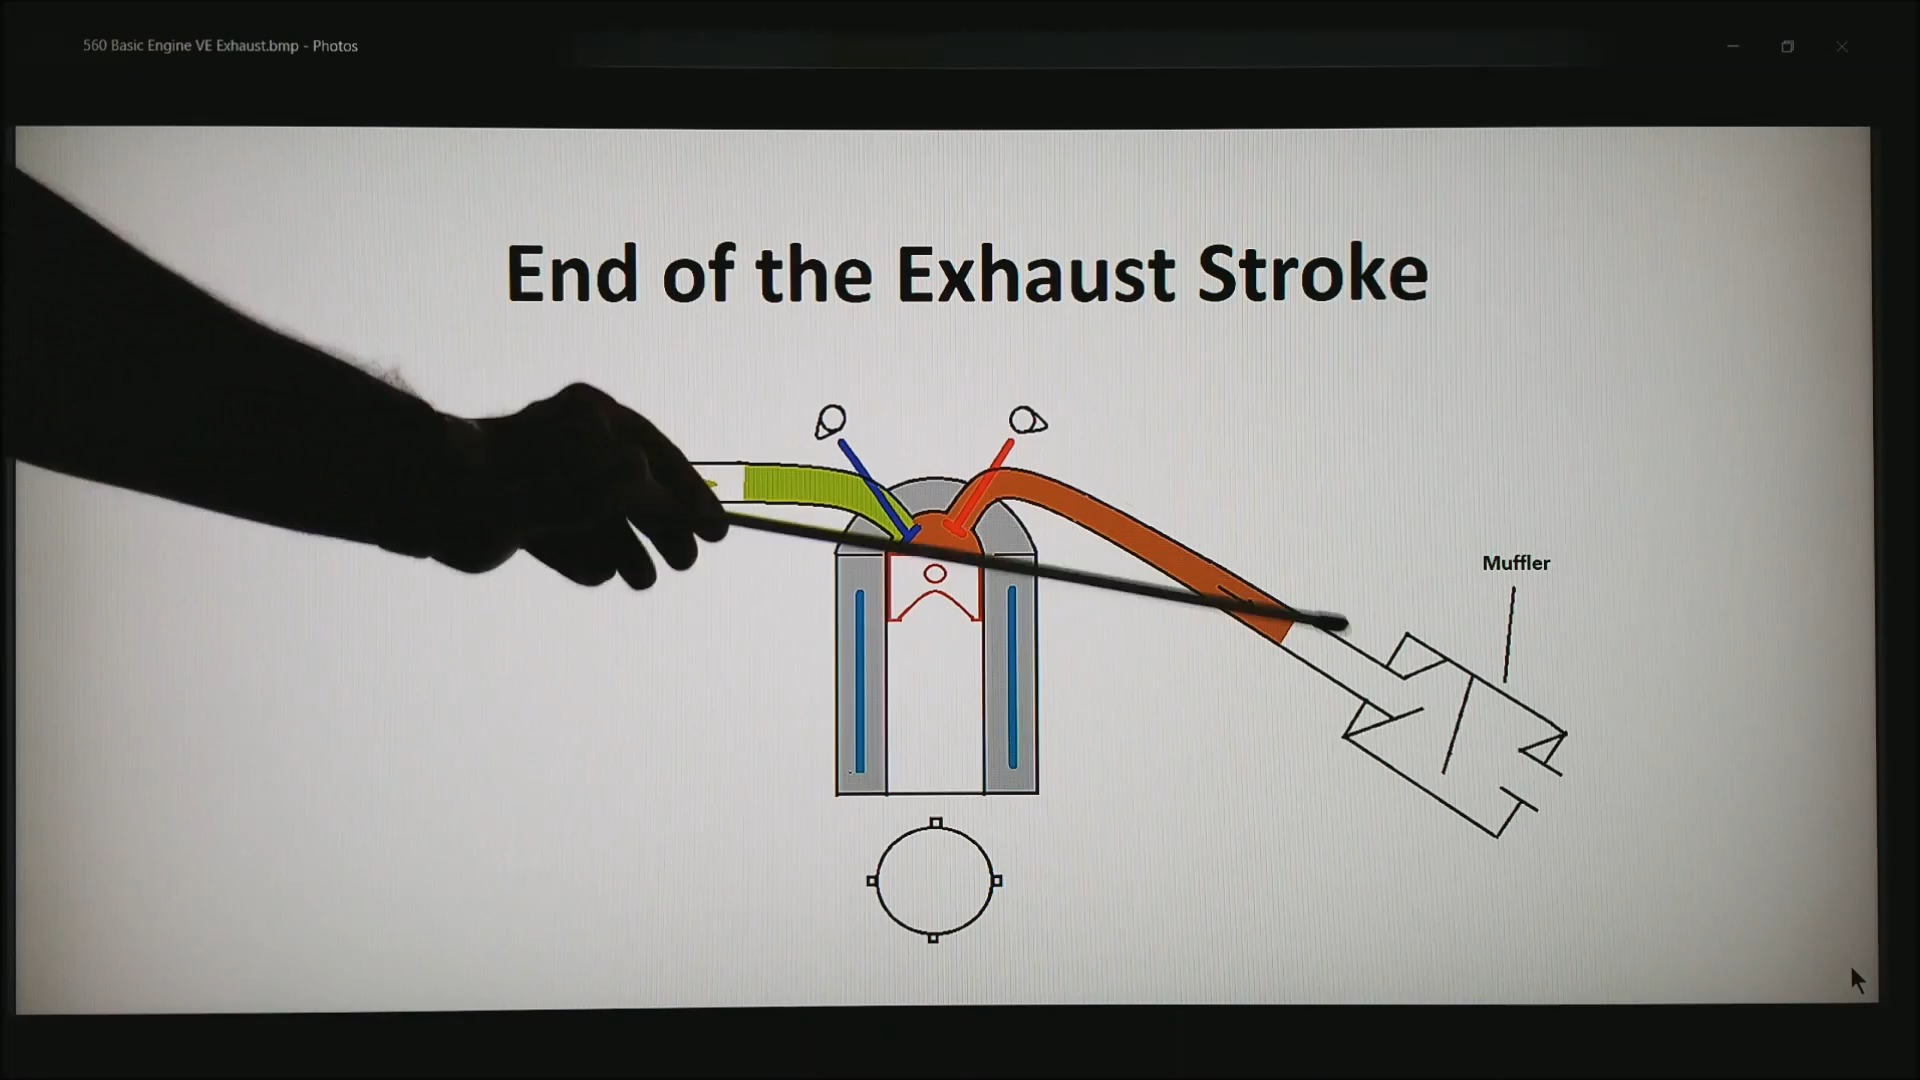 560 Basic Engine VE Exhaust.bmp - Photos
End of the Exhaust Stroke
Muffler